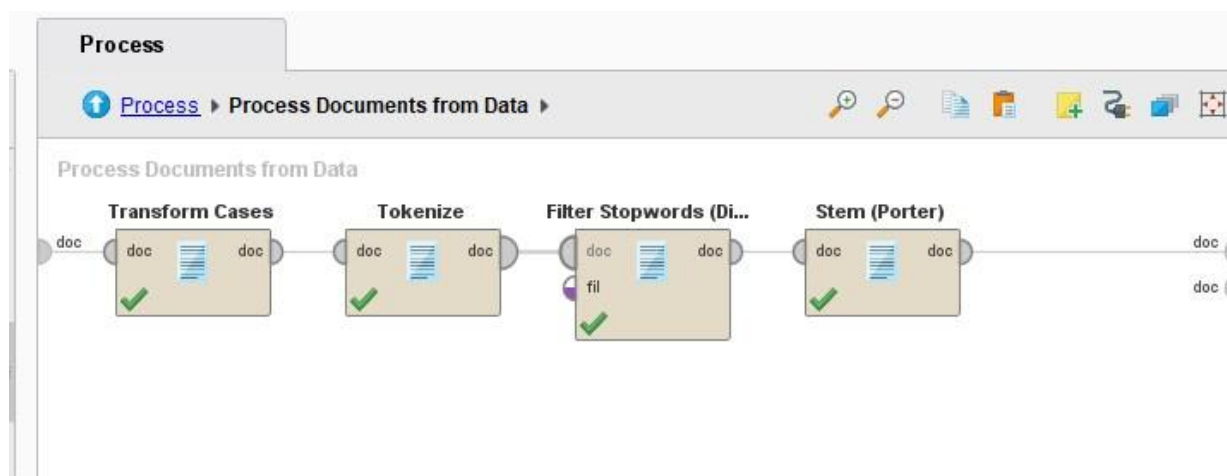 Process
Process Process Documents from Data
Process Documents from Data
Transform Cases Tokenize Filter Stopwords (Di... Stem (Porter)
doc doc doc doc doc doc doc doc doc doc
fil doc